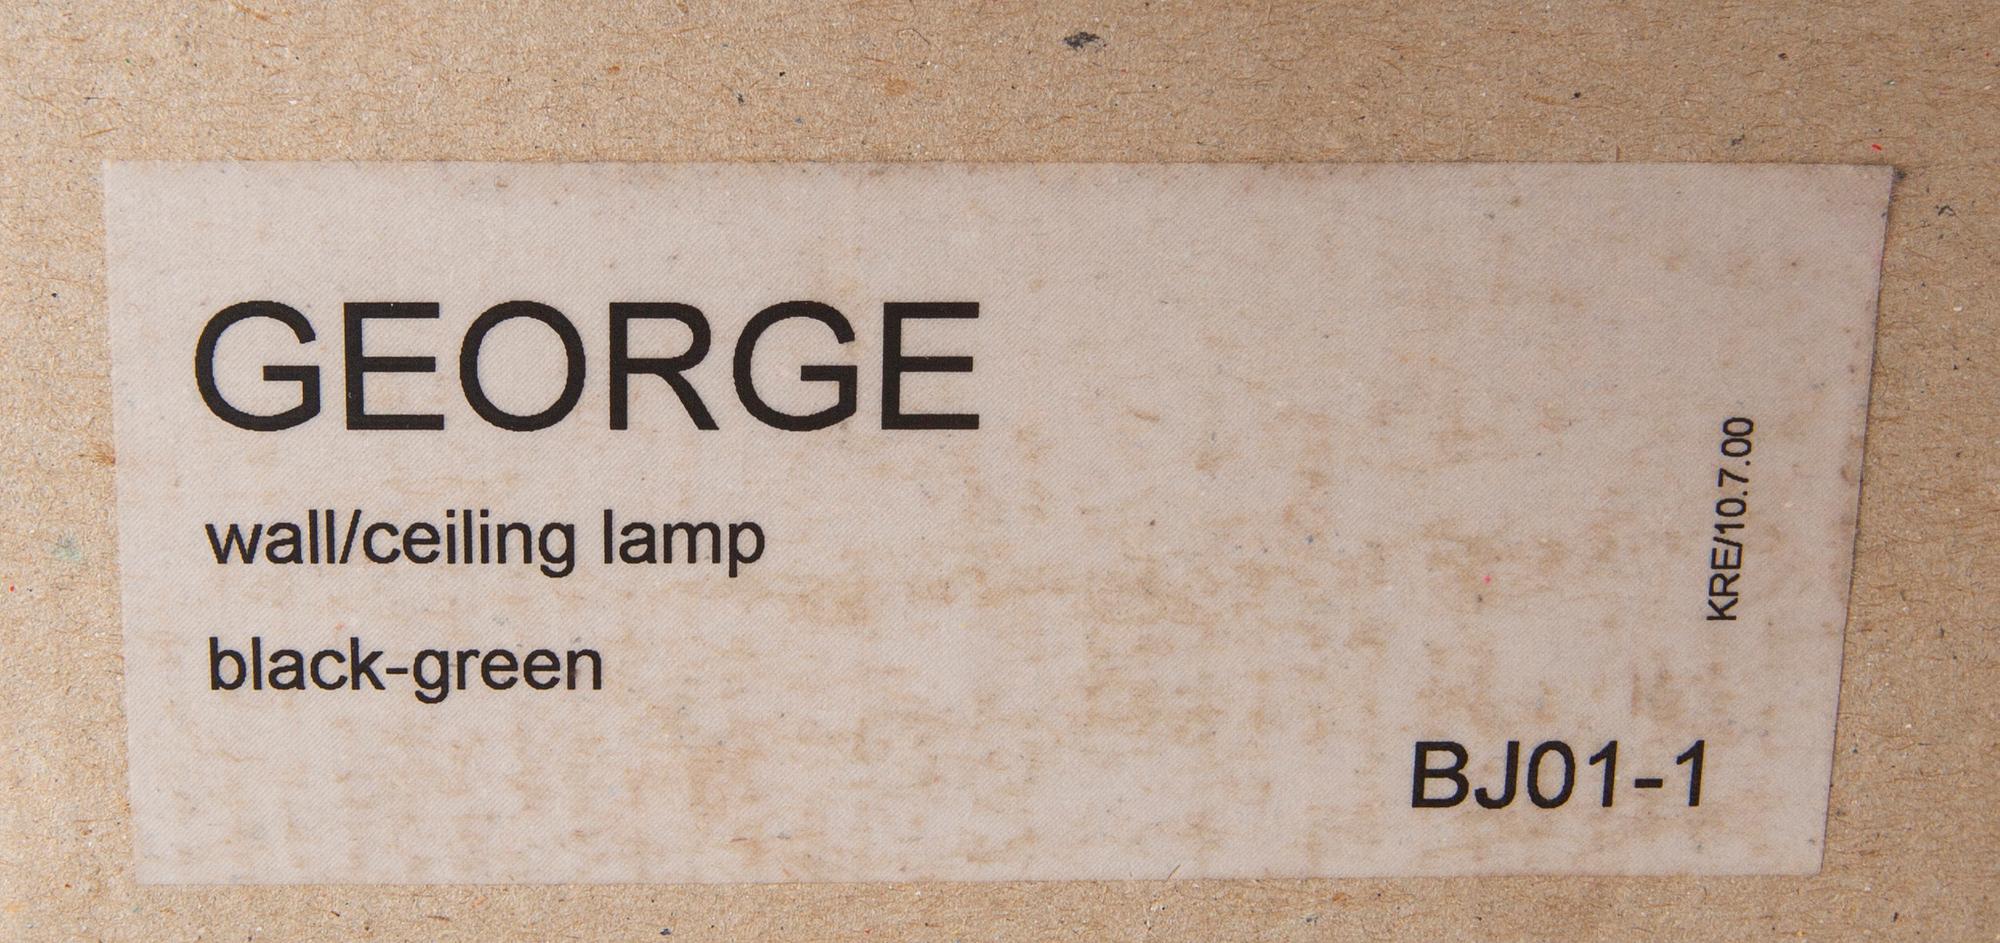 GEORGE
wall/ceiling lamp
black-green
KRE/10.7.00
BJ01-1